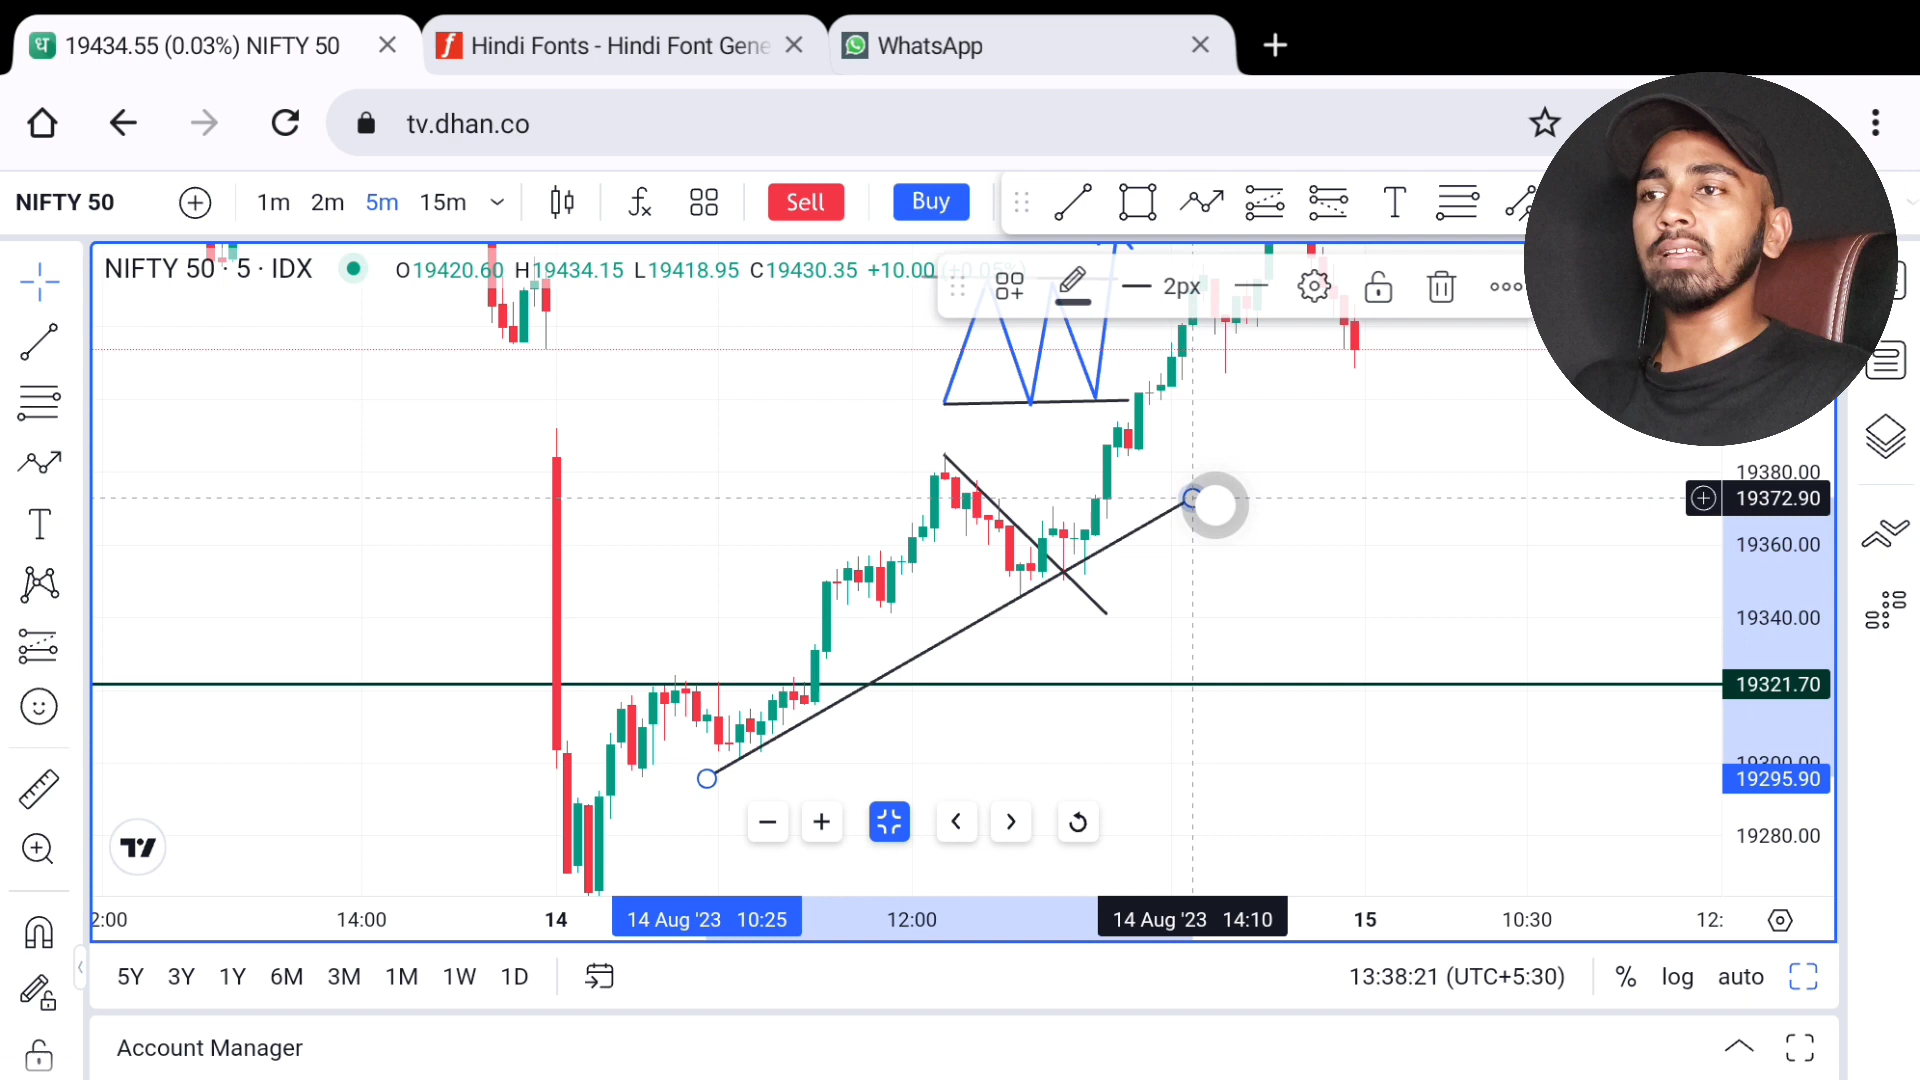 19434.55 (0.03%) NIFTY 50
Hindi Fonts - Hindi Font Gene
WhatsApp
tv.dhan.co
NIFTY 50 1m 2m 5m 15m Sell Buy
NIFTY 50 · 5 · IDX O19420.60 H19434.15 L19418.95 C19430.35 +10.00 (+0.05%)
2px
19380.00
19372.90
19360.00
19340.00
19321.70
19300.00
19295.90
19280.00
2:00 14:00 14 14 Aug '23 10:25 12:00 14 Aug '23 14:10 15 10:30 12:
5Y 3Y 1Y 6M 3M 1M 1W 1D 13:38:21 (UTC+5:30) % log auto
Account Manager